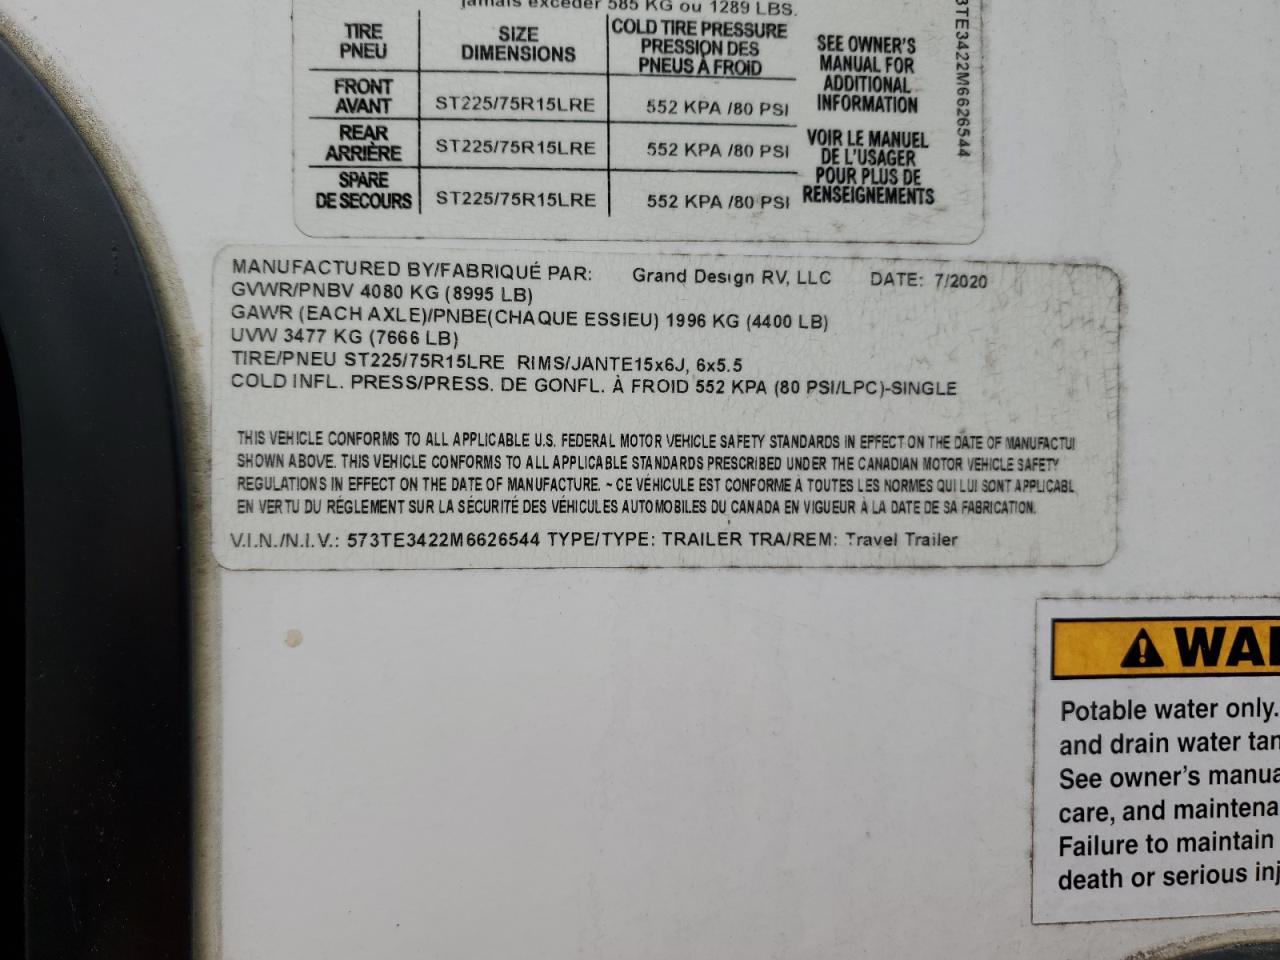 jamais excéder 585 KG ou 1289 LBS.
TIRE PNEU SIZE DIMENSIONS COLD TIRE PRESSURE PRESSION DES PNEUS À FROID
FRONT AVANT ST225/75R15LRE 552 KPA /80 PSI
REAR ARRIÈRE ST225/75R15LRE 552 KPA /80 PSI
SPARE DE SECOURS ST225/75R15LRE 552 KPA /80 PSI
SEE OWNER'S
MANUAL FOR
ADDITIONAL
INFORMATION
VOIR LE MANUEL
DE L'USAGER
POUR PLUS DE
RENSEIGNEMENTS
3TE3422M6626544
MANUFACTURED BY/FABRIQUÉ PAR: Grand Design RV, LLC DATE: 7/2020
GVWR/PNBV 4080 KG (8995 LB)
GAWR (EACH AXLE)/PNBE(CHAQUE ESSIEU) 1996 KG (4400 LB)
UVW 3477 KG (7666 LB)
TIRE/PNEU ST225/75R15LRE RIMS/JANTE15x6J, 6x5.5
COLD INFL. PRESS/PRESS. DE GONFL. À FROID 552 KPA (80 PSI/LPC)-SINGLE
THIS VEHICLE CONFORMS TO ALL APPLICABLE U.S. FEDERAL MOTOR VEHICLE SAFETY STANDARDS IN EFFECT ON THE DATE OF MANUFACTU
SHOWN ABOVE. THIS VEHICLE CONFORMS TO ALL APPLICABLE STANDARDS PRESCRIBED UNDER THE CANADIAN MOTOR VEHICLE SAFETY
REGULATIONS IN EFFECT ON THE DATE OF MANUFACTURE. ~ CE VÉHICULE EST CONFORME À TOUTES LES NORMES QUI LUI SONT APPLICABL
EN VERTU DU RÉGLEMENT SUR LA SÉCURITÉ DES VÉHICULES AUTOMOBILES DU CANADA EN VIGUEUR À LA DATE DE SA FABRICATION.
V.I.N./N.I.V.: 573TE3422M6626544 TYPE/TYPE: TRAILER TRA/REM: Travel Trailer
WA
Potable water only.
and drain water tan
See owner's manua
care, and maintena
Failure to maintain
death or serious inj